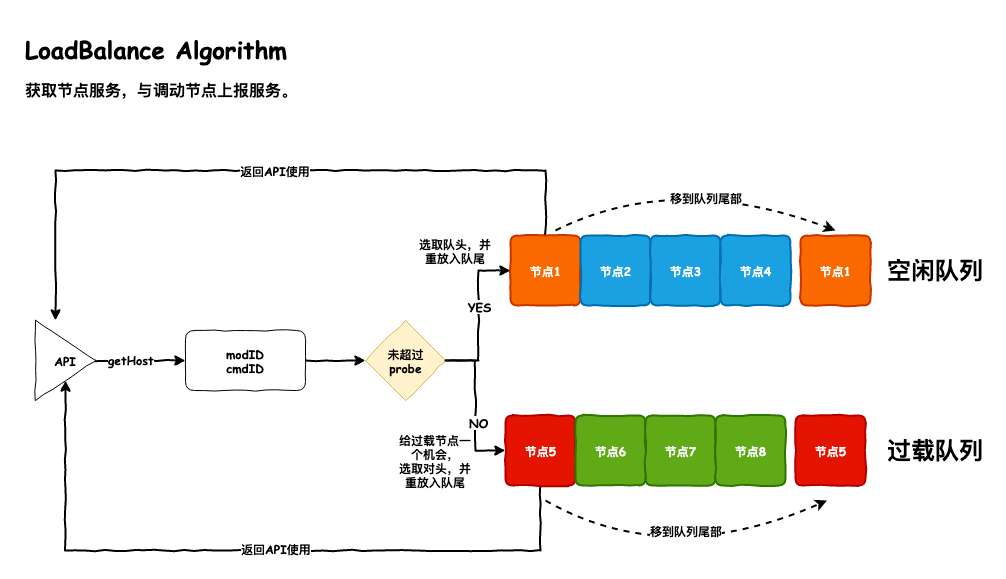 LoadBalance Algorithm
获取节点服务，与调动节点上报服务。
返回API使用
移到队列尾部
选取队头，并
重放入队尾
节点1
节点2
节点3
节点4
节点1
空闲队列
YES
API
getHost
modID
cmdID
未超过
probe
NO
给过载节点一
个机会，
选取对头，并
重放入队尾
节点5
节点6
节点7
节点8
节点5
过载队列
移到队列尾部
返回API使用